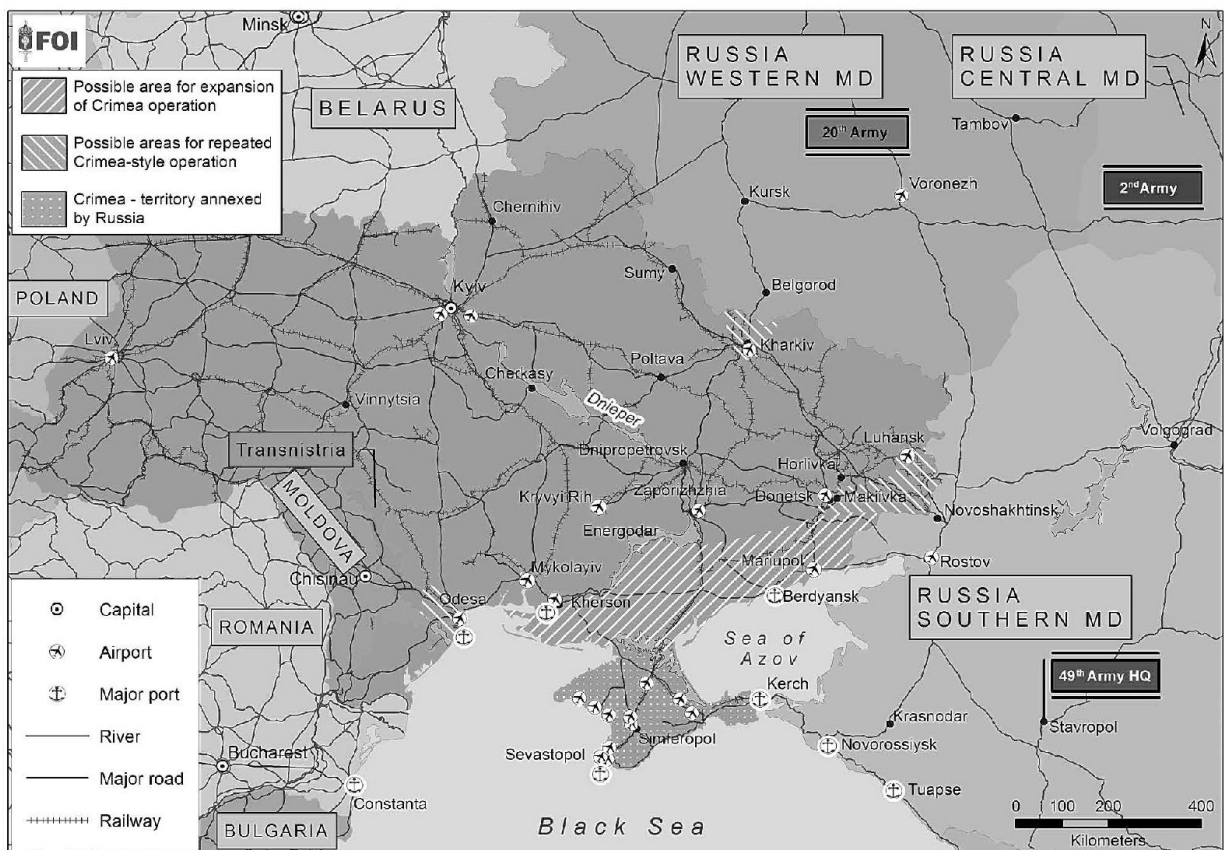 Minsk
N
FOI
RUSSIA
WESTERN MD
RUSSIA
CENTRAL MD
Possible area for expansion
of Crimea operation
BELARUS
20th Army
Tambov
Possible areas for repeated
Crimea-style operation
Voronezh
2nd Army
Kursk
Crimea - territory annexed
by Russia
Chernihiv
Sumy
Belgorod
POLAND
Kyiv
Lviv
Kharkiv
Poltava
Cherkasy
Vinnytsia
Dnieper
Volgograd
Transnistria
Luhansk
Dnipropetrovsk
Horlivka
Kryvyi Rih
Zaporizhzhia
Donetsk
Makiivka
MOLDOVA
Novoshakhtinsk
Energodar
Mykolayiv
Mariupol
Rostov
Chisinau
Odesa
Kherson
Berdyansk
Capital
ROMANIA
RUSSIA
SOUTHERN MD
Sea of
Azov
Airport
49th Army HQ
Major port
Kerch
Krasnodar
Stavropol
River
Simferopol
Sevastopol
Novorossiysk
Bucharest
Major road
Constanta
Tuapse
Railway
BULGARIA
Black Sea
0 100 200 400
Kilometers